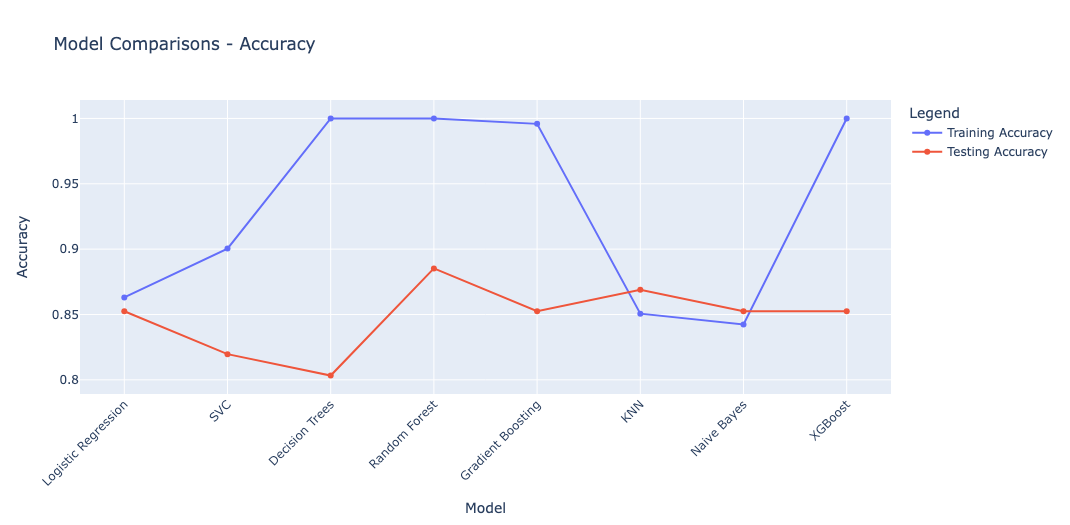 Model Comparisons - Accuracy
Legend
Training Accuracy
Testing Accuracy
Accuracy
1
0.95
0.9
0.85
0.8
Logistic Regression
SVC
Decision Trees
Random Forest
Gradient Boosting
KNN
Naive Bayes
XGBoost
Model